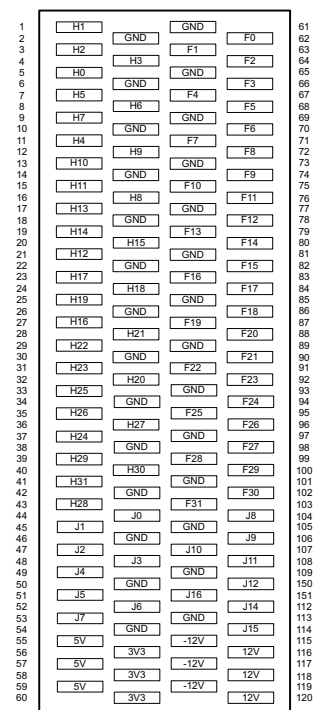 1 H1 GND 61
2 GND F0 62
3 H2 F1 63
4 H3 F2 64
5 H0 GND 65
6 GND F3 66
7 H5 F4 67
8 H6 F5 68
9 H7 GND 69
10 GND F6 70
11 H4 F7 71
12 H9 F8 72
13 H10 GND 73
14 GND F9 74
15 H11 F10 75
16 H8 F11 76
17 H13 GND 77
18 GND F12 78
19 H14 F13 79
20 H15 F14 80
21 H12 GND 81
22 GND F15 82
23 H17 F16 83
24 H18 F17 84
25 H19 GND 85
26 GND F18 86
27 H16 F19 87
28 H21 F20 88
29 H22 GND 89
30 GND F21 90
31 H23 F22 91
32 H20 F23 92
33 H25 GND 93
34 GND F24 94
35 H26 F25 95
36 H27 F26 96
37 H24 GND 97
38 GND F27 98
39 H29 F28 99
40 H30 F29 100
41 H31 GND 101
42 GND F30 102
43 H28 F31 103
44 J0 J8 104
45 J1 GND 105
46 GND J9 106
47 J2 J10 107
48 J3 J11 108
49 J4 GND 109
50 GND J12 150
51 J5 J16 151
52 J6 J14 112
53 J7 GND 113
54 GND J15 114
55 5V -12V 115
56 3V3 12V 116
57 5V -12V 117
58 3V3 12V 118
59 5V -12V 119
60 3V3 12V 120